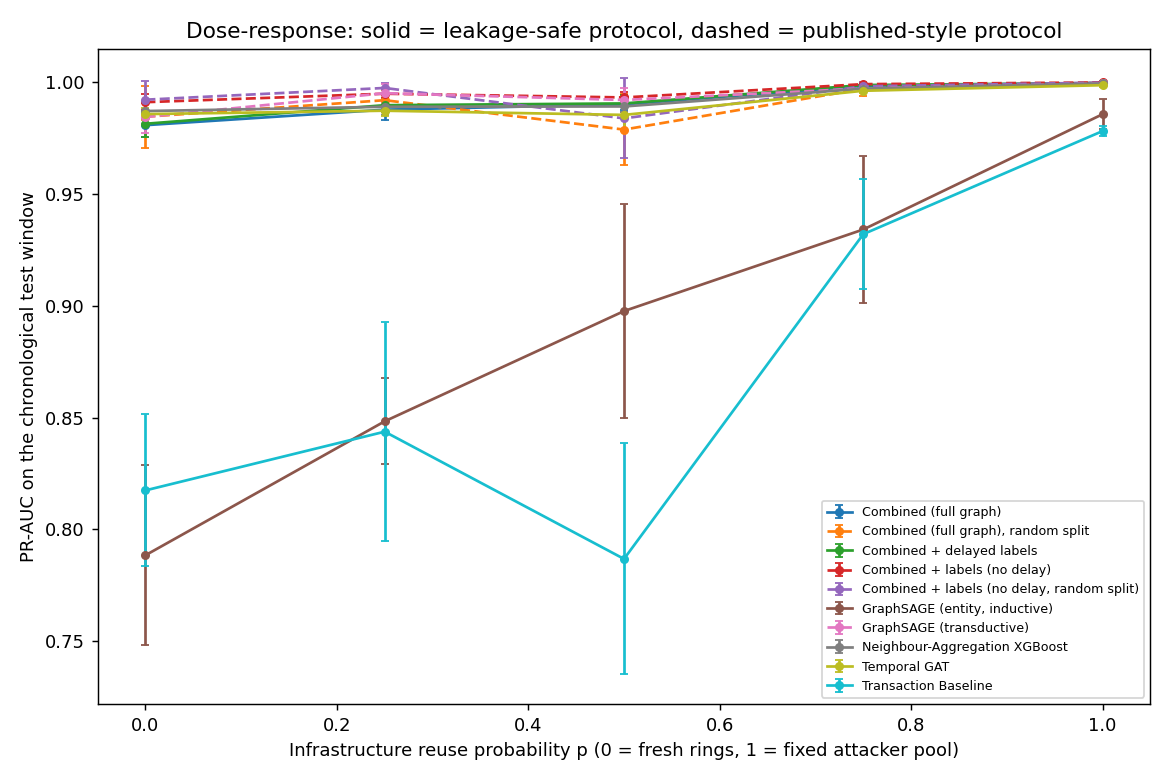 Dose-response: solid = leakage-safe protocol, dashed = published-style protocol
PR-AUC on the chronological test window
1.00
0.95
0.90
0.85
0.80
0.75
0.0
0.2
0.4
0.6
0.8
1.0
Infrastructure reuse probability p (0 = fresh rings, 1 = fixed attacker pool)
Combined (full graph)
Combined (full graph), random split
Combined + delayed labels
Combined + labels (no delay)
Combined + labels (no delay, random split)
GraphSAGE (entity, inductive)
GraphSAGE (transductive)
Neighbour-Aggregation XGBoost
Temporal GAT
Transaction Baseline